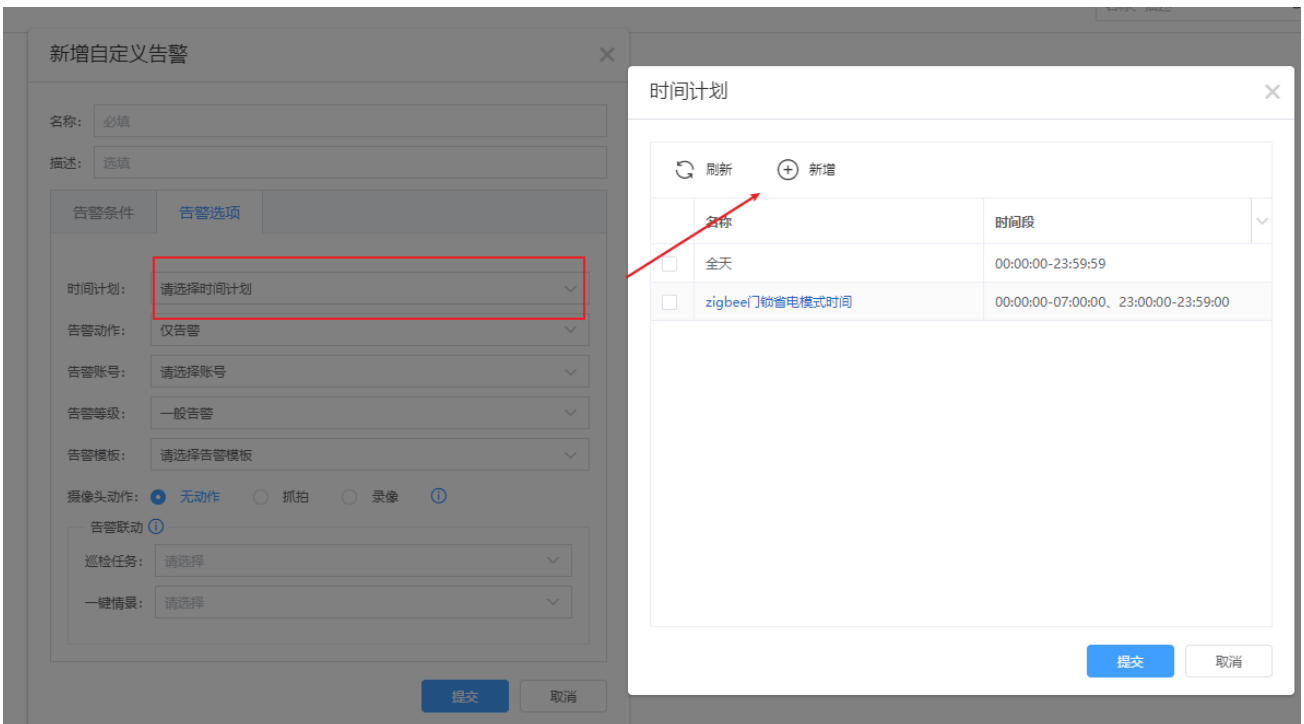 新增自定义告警
名称: 必填
描述: 选填
告警条件 告警选项
时间计划: 请选择时间计划
告警动作: 仅告警
告警账号: 请选择账号
告警等级: 一般告警
告警模板: 请选择告警模板
摄像头动作: 无动作 抓拍 录像
告警联动
巡检任务: 请选择
一键情景: 请选择
提交 取消
时间计划
刷新 新增
名称 时间段
全天 00:00:00-23:59:59
zigbee门锁省电模式时间 00:00:00-07:00:00、23:00:00-23:59:00
提交 取消